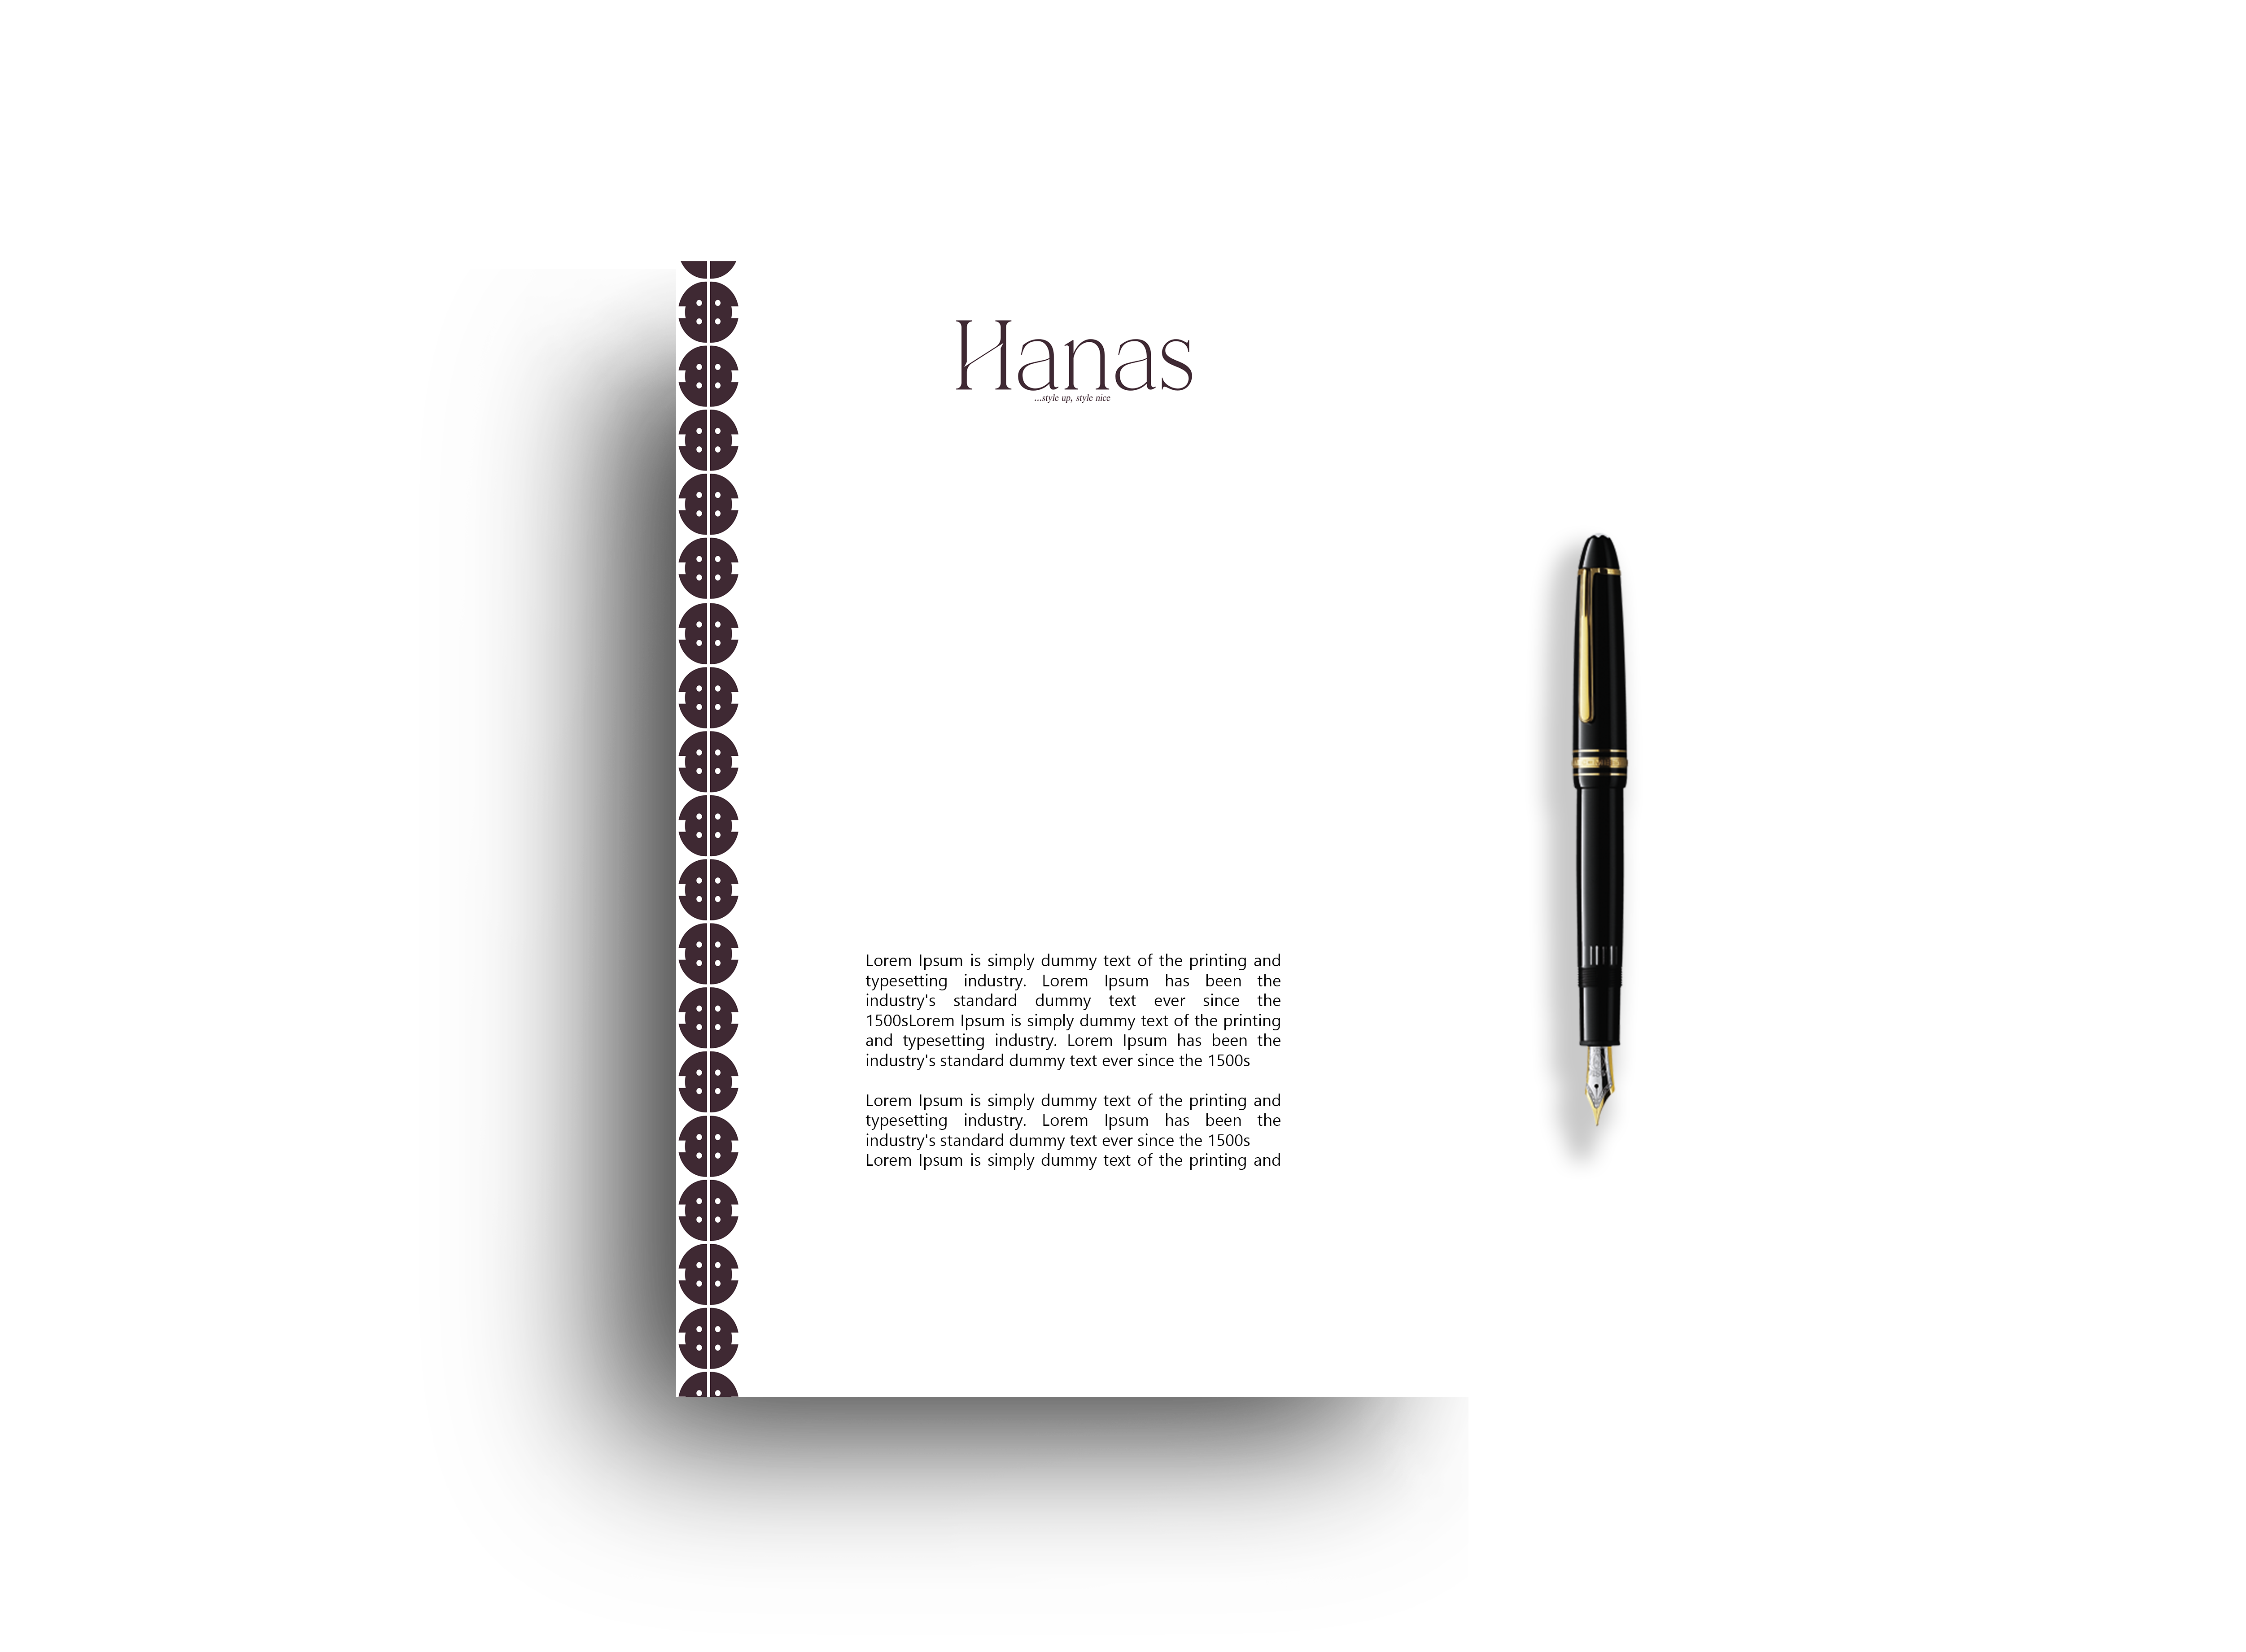 Hanas
...style up, style nice
Lorem Ipsum is simply dummy text of the printing and
typesetting industry. Lorem Ipsum has been the
industry's standard dummy text ever since the
1500sLorem Ipsum is simply dummy text of the printing
and typesetting industry. Lorem Ipsum has been the
industry's standard dummy text ever since the 1500s
Lorem Ipsum is simply dummy text of the printing and
typesetting industry. Lorem Ipsum has been the
industry's standard dummy text ever since the 1500s
Lorem Ipsum is simply dummy text of the printing and